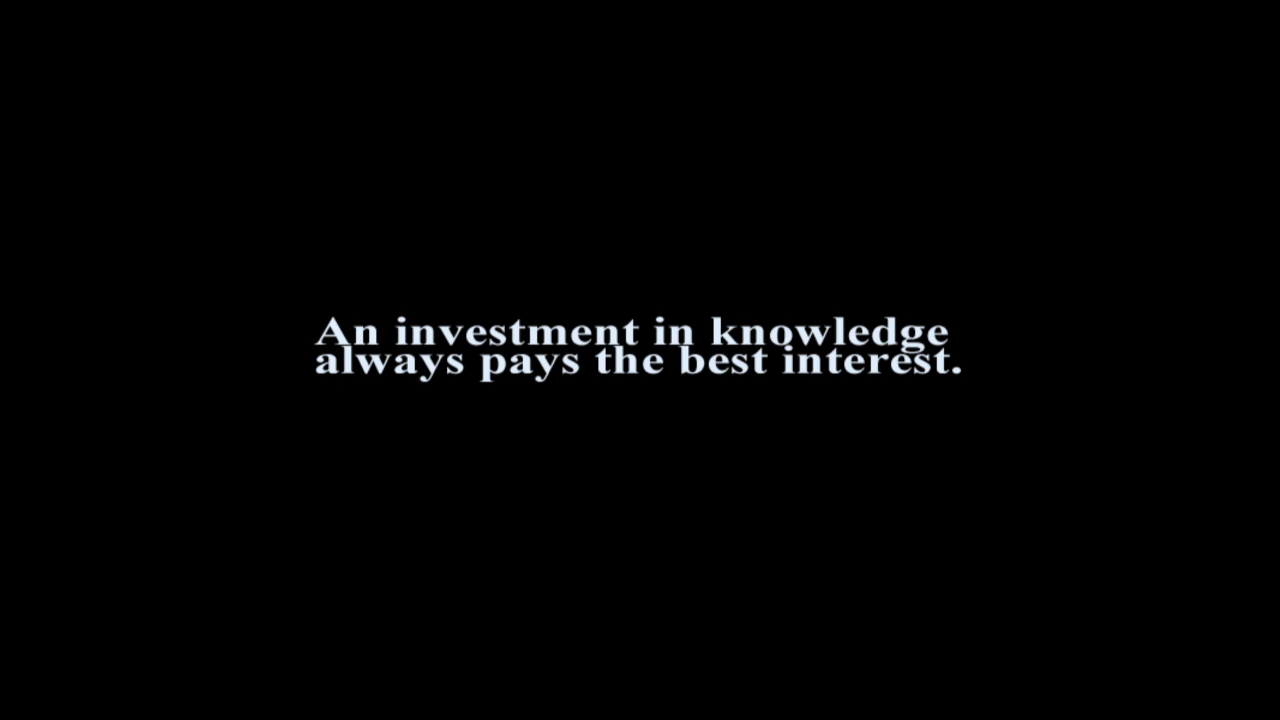 An investment in knowledge
always pays the best interest.